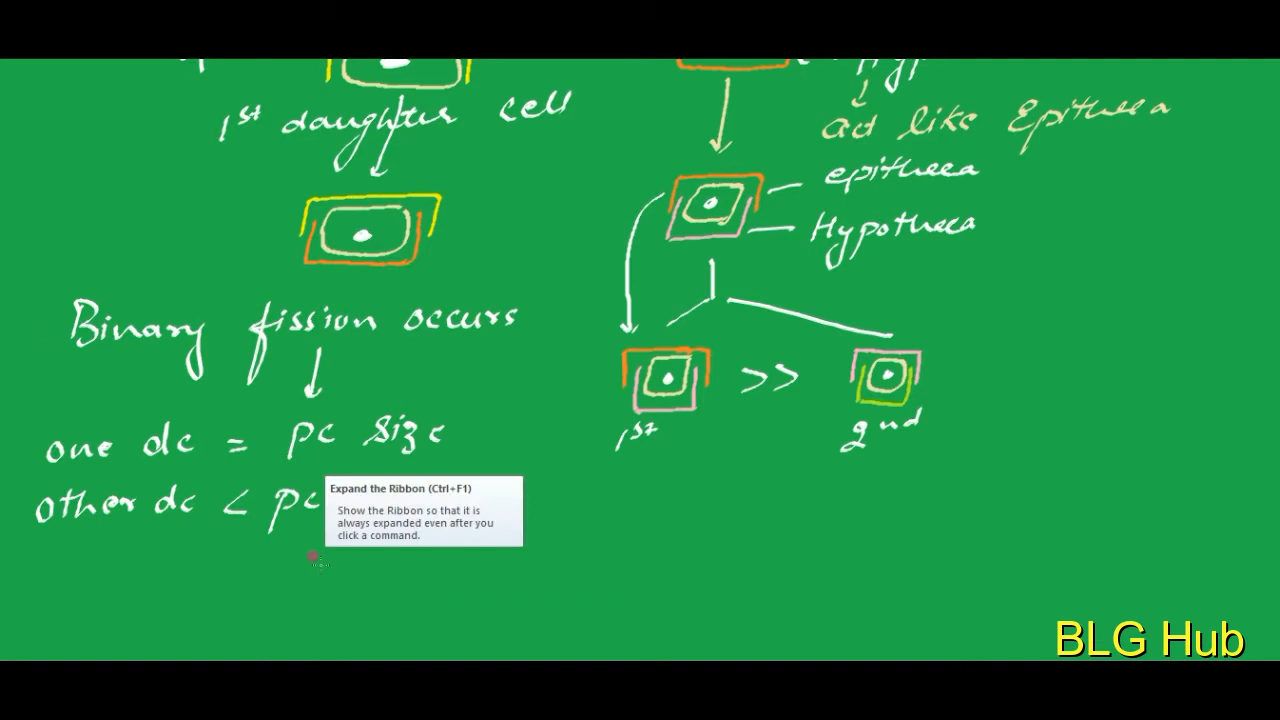 1st daughter cell
Binary fission occurs
one dc = pc size
other dc < pc
Expand the Ribbon (Ctrl+F1)
Show the Ribbon so that it is
always expanded even after you
click a command.
act like Epitheca
epitheca
Hypotheca
>>
1st
2nd
BLG Hub